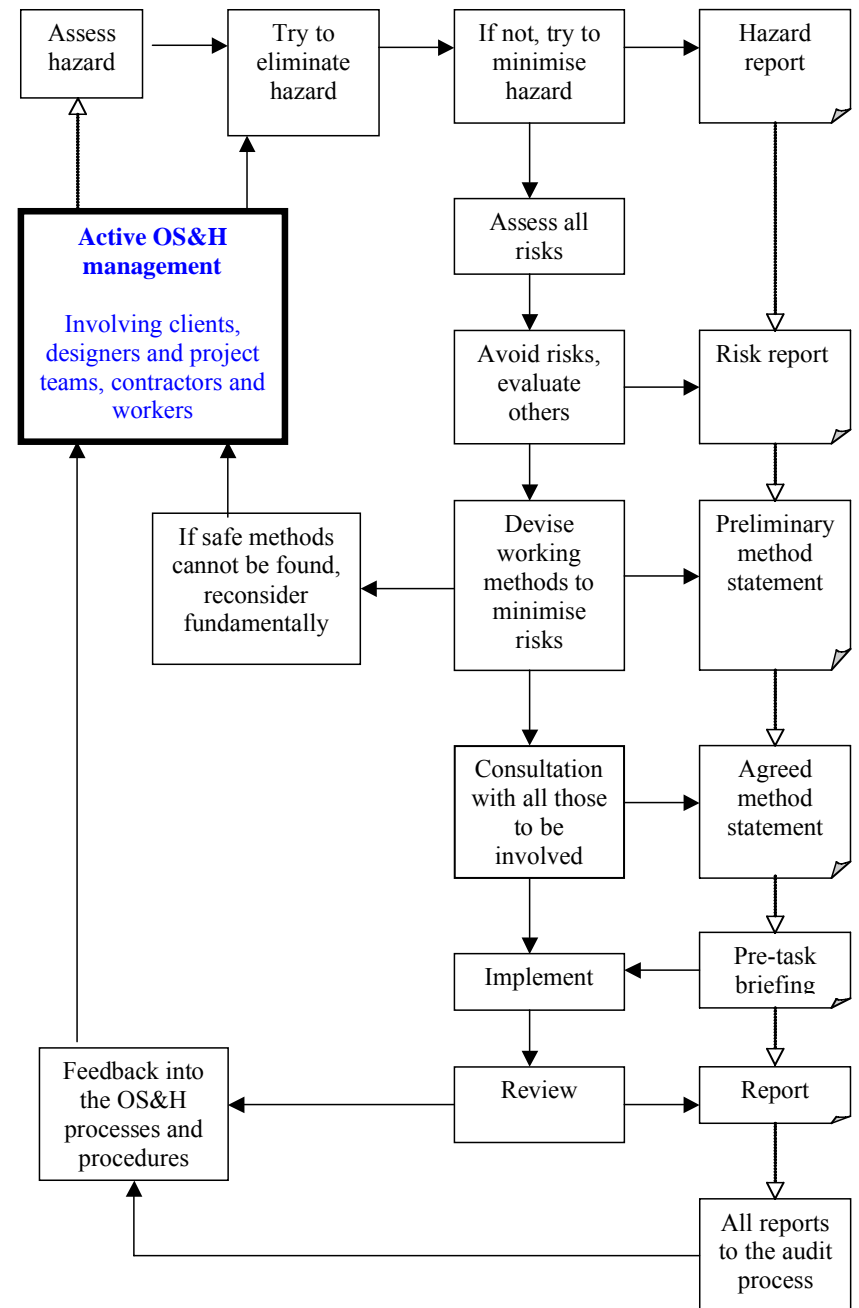 Assess
hazard
Try to
eliminate
hazard
If not, try to
minimise
hazard
Hazard
report
Active OS&H
management
Involving clients,
designers and project
teams, contractors and
workers
Assess all
risks
Avoid risks,
evaluate
others
Risk report
If safe methods
cannot be found,
reconsider
fundamentally
Devise
working
methods to
minimise
risks
Preliminary
method
statement
Consultation
with all those
to be
involved
Agreed
method
statement
Implement
Pre-task
briefing
Feedback into
the OS&H
processes and
procedures
Review
Report
All reports
to the audit
process